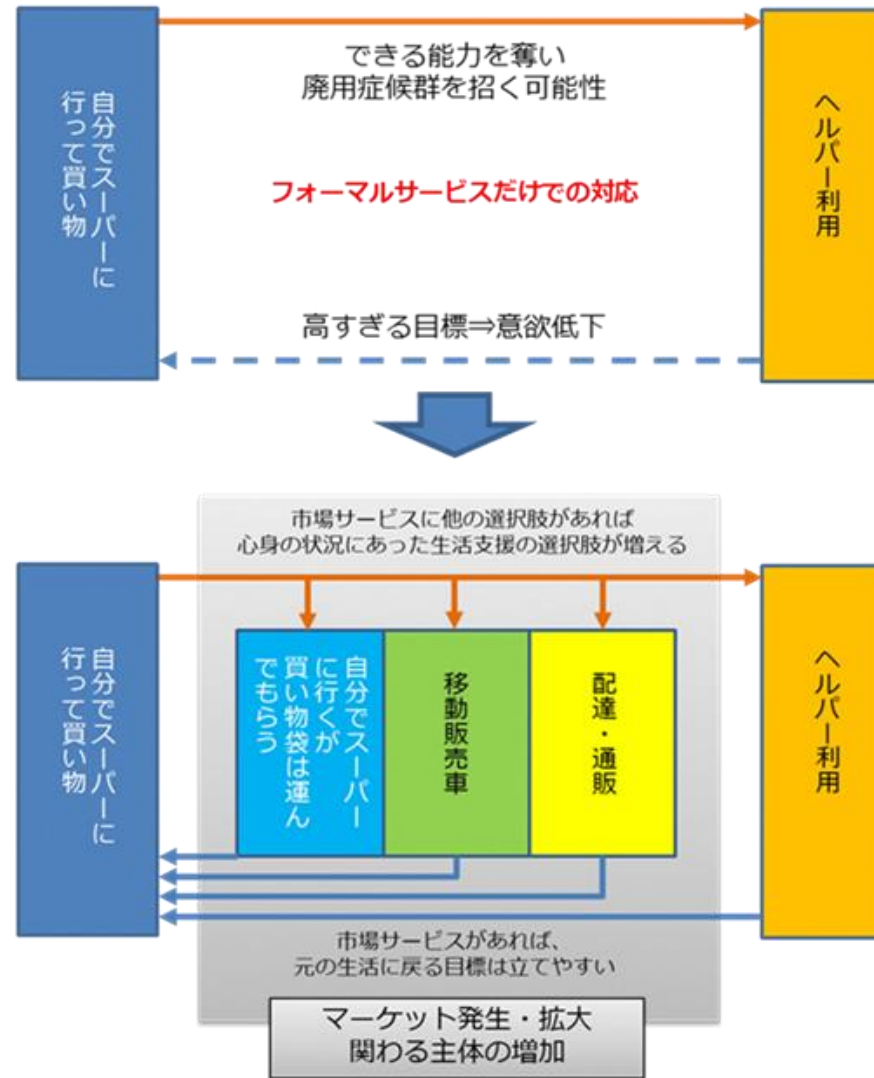 自分でスーパーに
行って買い物
できる能力を奪い
廃用症候群を招く可能性
フォーマルサービスだけでの対応
高すぎる目標⇒意欲低下
ヘルパー利用
市場サービスに他の選択肢があれば
心身の状況にあった生活支援の選択肢が増える
自分でスーパーに
行って買い物
自分でスーパー
に行くが
買い物袋は運ん
でもらう
移動販売車
配達・通販
ヘルパー利用
市場サービスがあれば、
元の生活に戻る目標は立てやすい
マーケット発生・拡大
関わる主体の増加